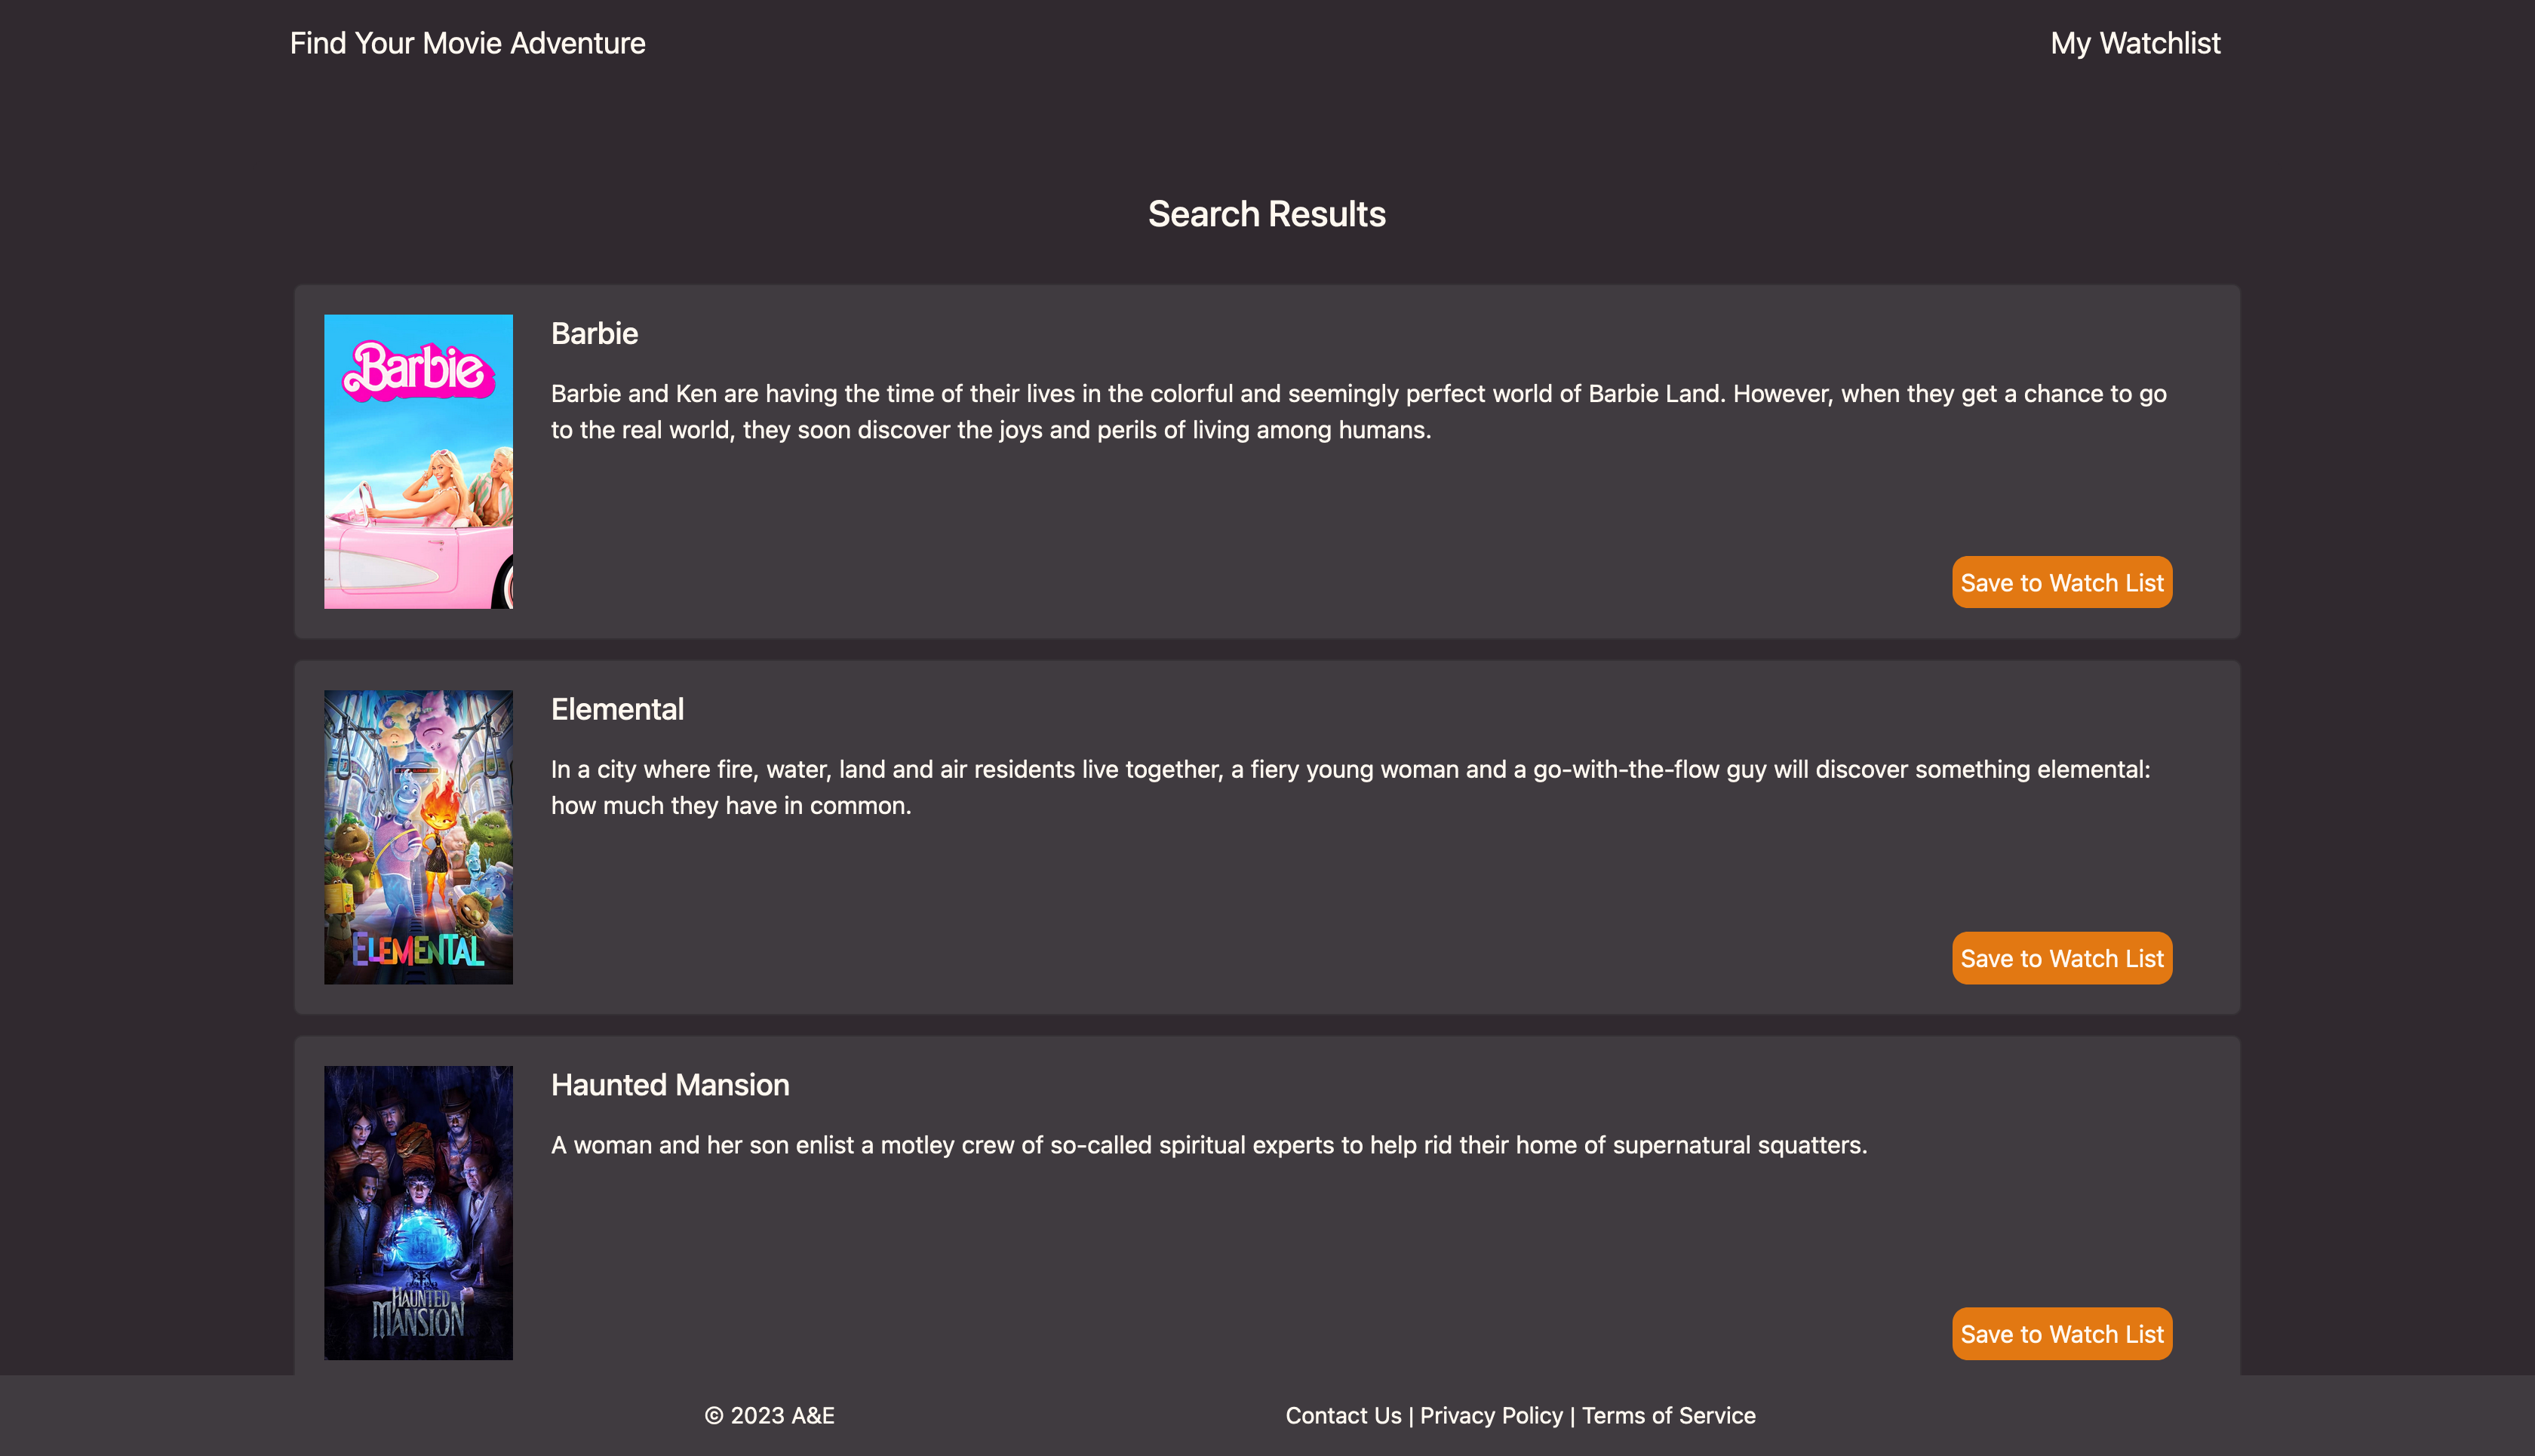 Find Your Movie Adventure
My Watchlist
Search Results
Barbie
Barbie
Barbie and Ken are having the time of their lives in the colorful and seemingly perfect world of Barbie Land. However, when they get a chance to go
to the real world, they soon discover the joys and perils of living among humans.
Save to Watch List
ELEMENTAL
Elemental
In a city where fire, water, land and air residents live together, a fiery young woman and a go-with-the-flow guy will discover something elemental:
how much they have in common.
Save to Watch List
HAUNTED
MANSION
Haunted Mansion
A woman and her son enlist a motley crew of so-called spiritual experts to help rid their home of supernatural squatters.
Save to Watch List
© 2023 A&E
Contact Us | Privacy Policy | Terms of Service